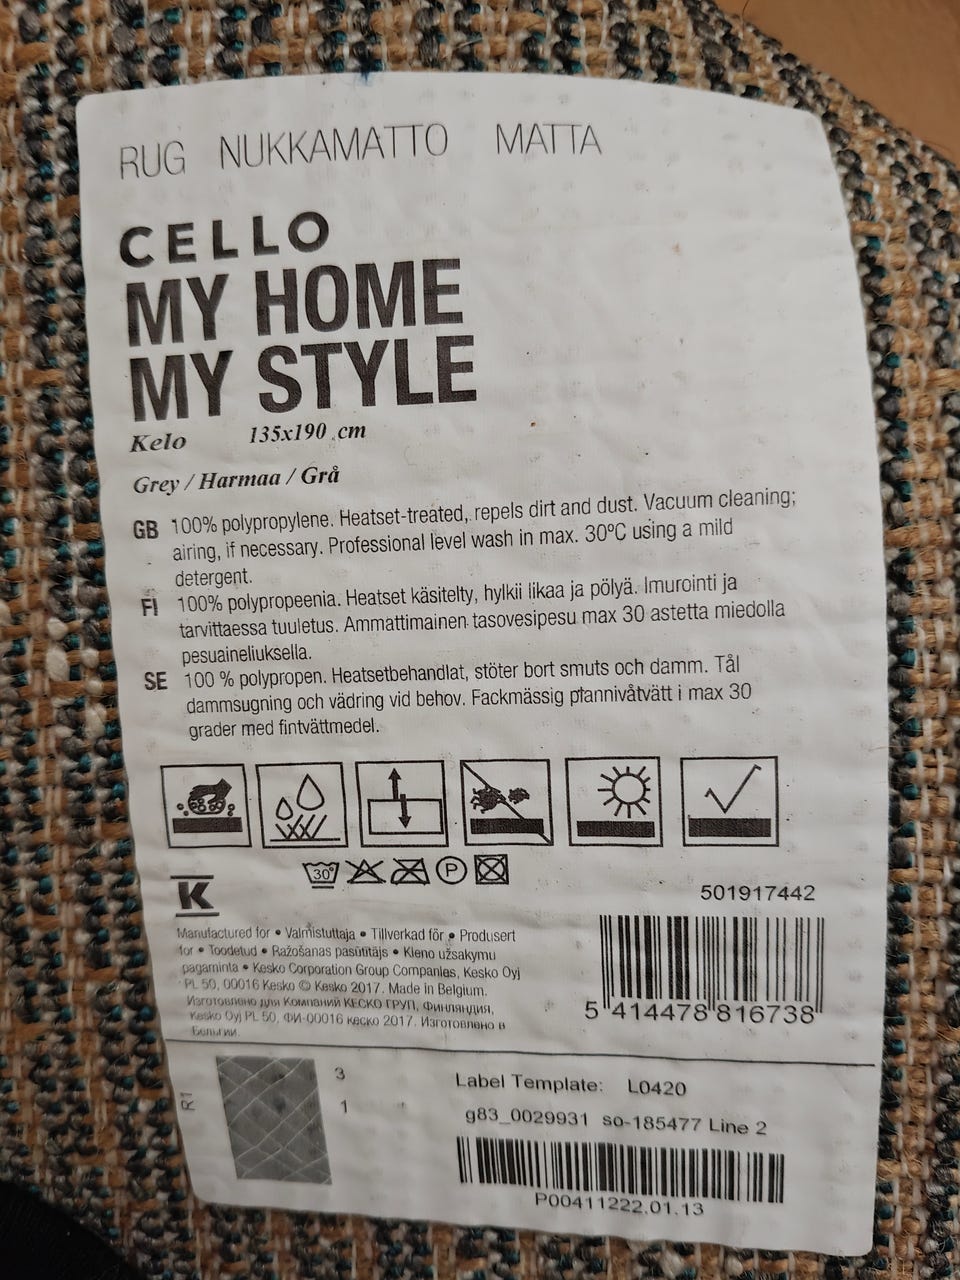 RUG NUKKAMATTO MATTA
CELLO
MY HOME
MY STYLE
Kelo 135x190 cm
Grey / Harmaa / Grå
GB 100% polypropylene. Heatset-treated, repels dirt and dust. Vacuum cleaning;
airing, if necessary. Professional level wash in max. 30°C using a mild
detergent.
FI 100% polypropeenia. Heatset käsitelty, hylkii likaa ja pölyä. Imurointi ja
tarvittaessa tuuletus. Ammattimainen tasovesipesu max 30 astetta miedolla
pesuaineliuksella.
SE 100 % polypropen. Heatsetbehandlat, stöter bort smuts och damm. Tål
dammsugning och vädring vid behov. Fackmässig pfannivåtvätt i max 30
grader med fintvättmedel.
30° P
K
501917442
Manufactured for • Valmistuttaja • Tillverkad för • Produsert
for • Toodetud • Ražošanas pasūtītājs • Kieno užsakymu
pagaminta • Kesko Corporation Group Companies, Kesko Oyj
PL 50, 00016 Kesko © Kesko 2017. Made in Belgium.
Изготовлено для Компаний КЕСКО ГРУП, ФИНЛЯНДИЯ,
Kesko Oyj PL 50, ФИ-00016 кеско 2017. Изготовлено в
Бельгии.
5 414478 816738
R1
3
1
Label Template: L0420
g83_0029931 so-185477 Line 2
P00411222.01.13